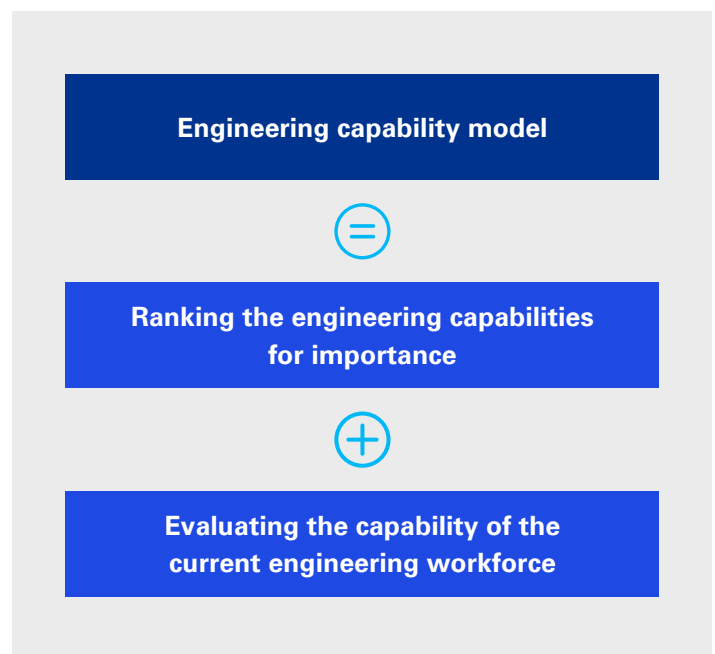 Engineering capability model
=
Ranking the engineering capabilities
for importance
+
Evaluating the capability of the
current engineering workforce